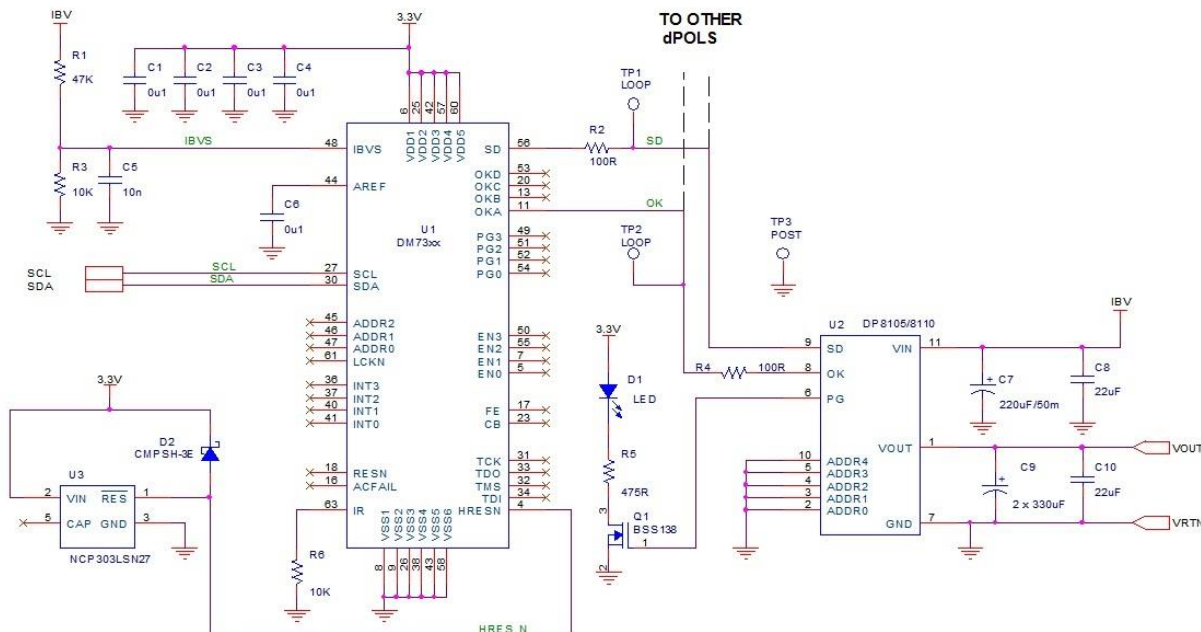 IBV
R1
47K
C1
0u1
C2
0u1
C3
0u1
C4
0u1
3.3V
TO OTHER
dPOLS
TP1
LOOP
6
25
42
57
60
VDD1
VDD2
VDD3
VDD4
VDD5
IBVS
48
IBVS
SD
56
R2
100R
SD
R3
10K
C5
10n
44
AREF
C6
0u1
OKD
53
OKC
20
OKB
13
OKA
11
OK
U1
DM73xx
PG3
49
PG2
51
PG1
52
PG0
54
TP2
LOOP
TP3
POST
SCL
SDA
SCL
SDA
27
SCL
30
SDA
45
ADDR2
46
ADDR1
47
ADDR0
61
LCKN
EN3
50
EN2
55
EN1
7
EN0
5
36
INT3
37
INT2
40
INT1
41
INT0
FE
17
CB
23
18
RESN
16
ACFAIL
63
IR
TCK
31
TDO
33
TMS
32
TDI
34
HRESN
4
VSS1
VSS2
VSS3
VSS4
VSS5
VSS6
8
9
26
38
43
58
R6
10K
HRES_N
3.3V
D2
CMPSH-3E
U3
2
VIN
RES
1
5
CAP
GND
3
NCP303LSN27
3.3V
D1
LED
R5
475R
3
Q1
BSS138
1
2
R4
100R
U2
DP8105/8110
9
SD
8
OK
6
PG
VIN
11
IBV
C7
220uF/50m
C8
22uF
VOUT
1
VOUT
10
ADDR4
5
ADDR3
4
ADDR2
3
ADDR1
2
ADDR0
C9
2 x 330uF
C10
22uF
GND
7
VRTN